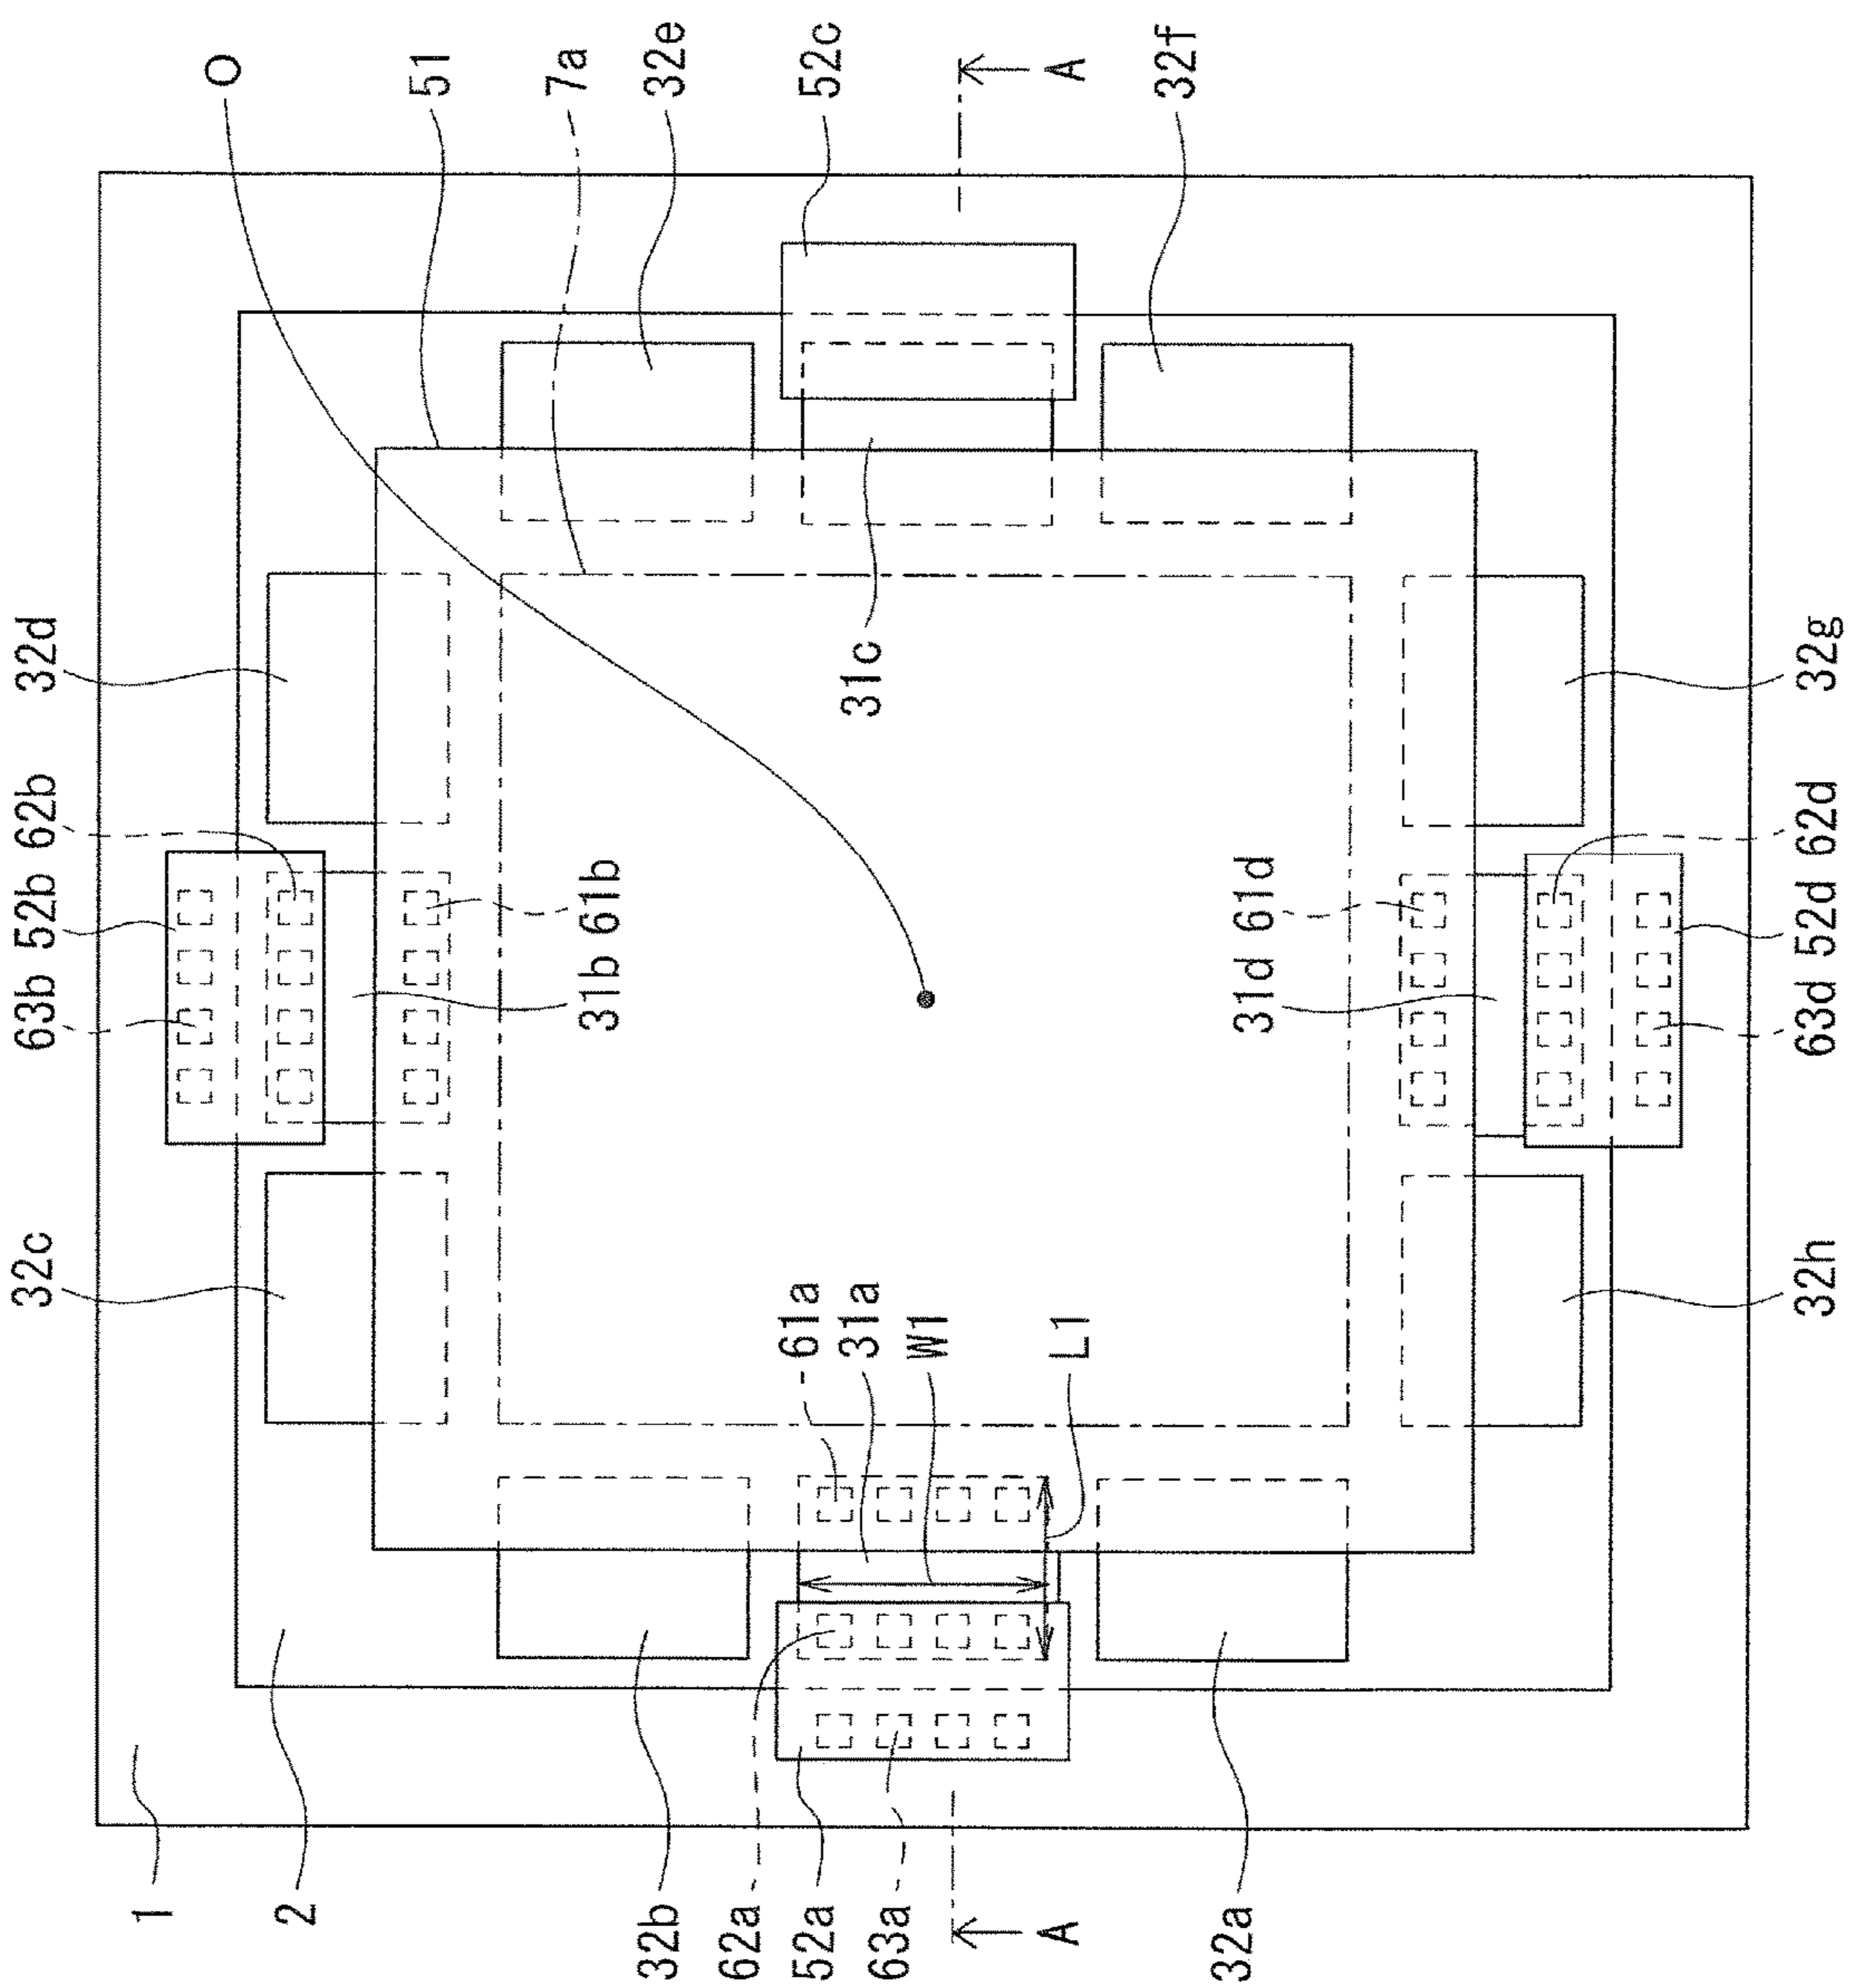 32c 63b 52b 62b 32d
1
O
2
51
7a
31b 61b
32b
32e
62a
61a
52a
52c
31a
31c
63a
W1
A
A
L1
32f
32a
31d 61d
32h 63d 52d 62d 32g